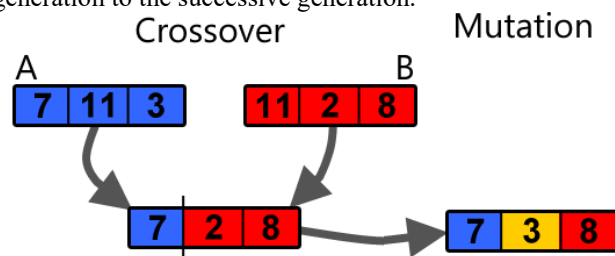 generation to the successive generation.
Crossover Mutation
A B
7 11 3 11 2 8
7 2 8 7 3 8